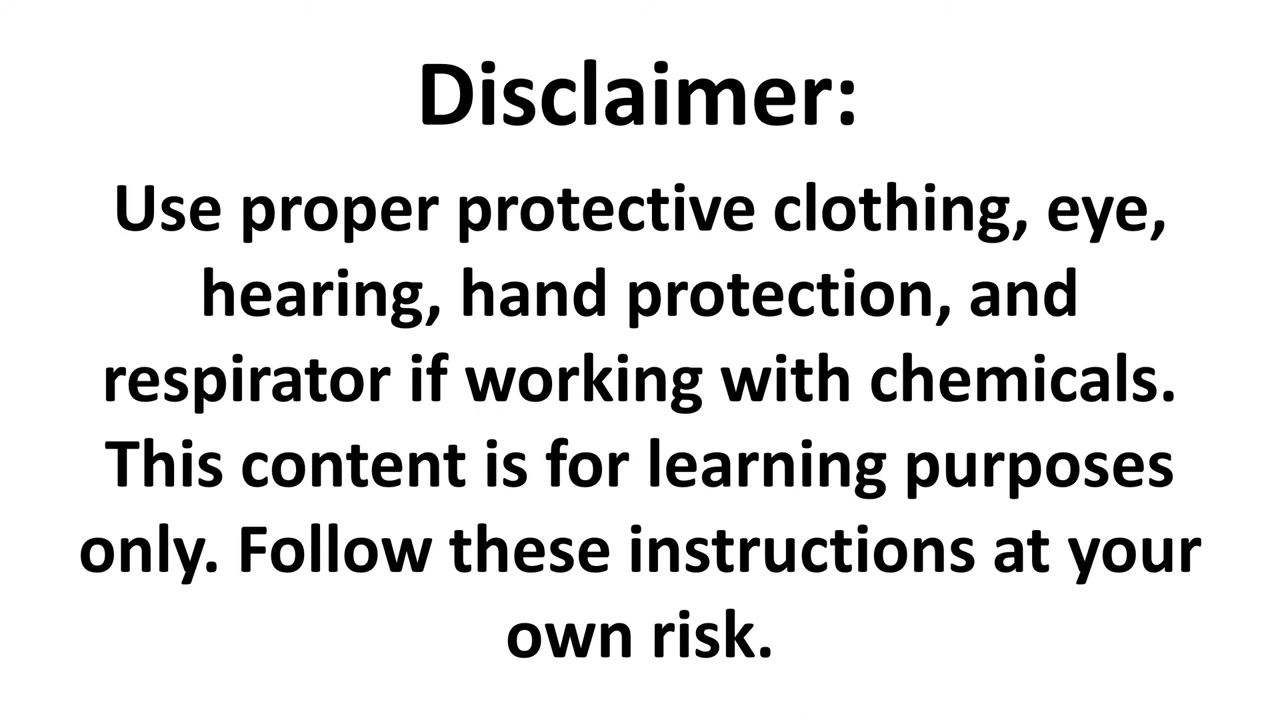 Disclaimer:
Use proper protective clothing, eye,
hearing, hand protection, and
respirator if working with chemicals.
This content is for learning purposes
only. Follow these instructions at your
own risk.